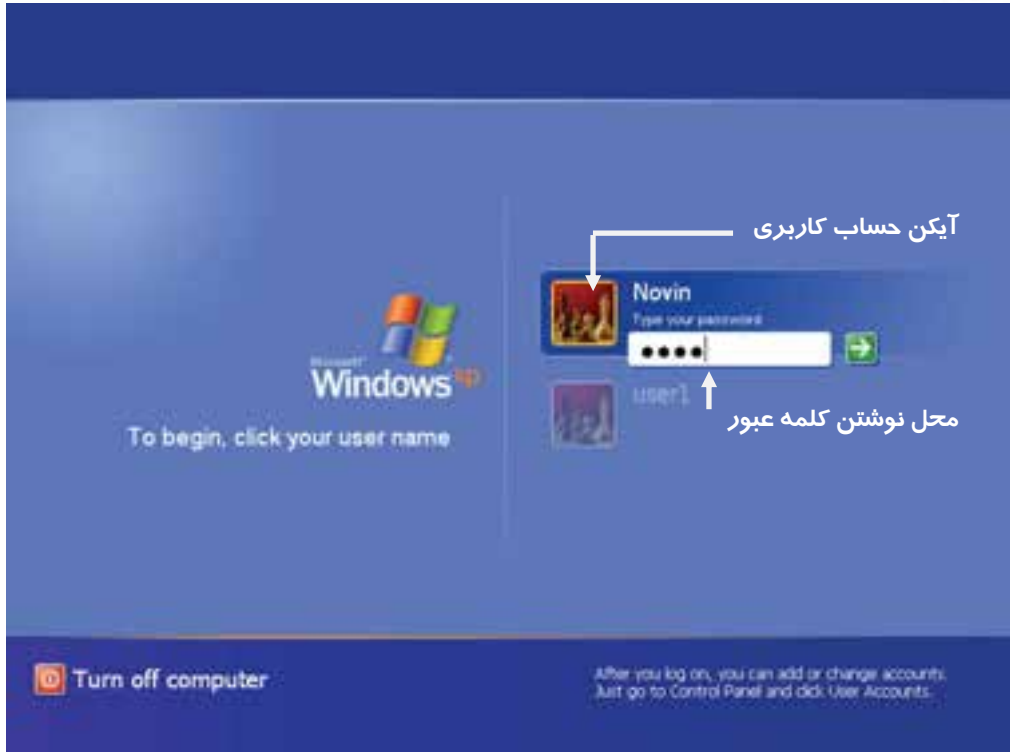 آیکن حساب کاربری
Novin
Type your password
user1
محل نوشتن کلمه عبور
Microsoft
Windows xp
To begin, click your user name
Turn off computer
After you log on, you can add or change accounts.
Just go to Control Panel and click User Accounts.